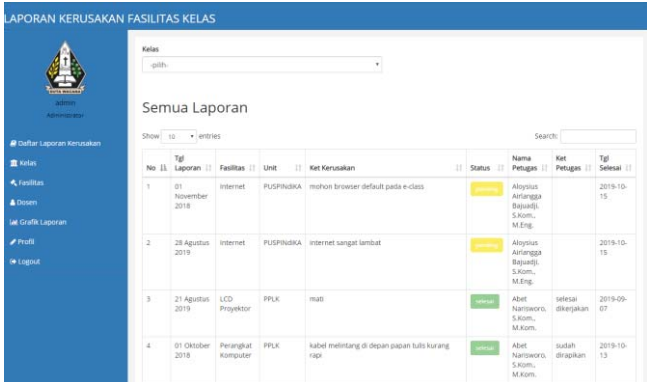 LAPORAN KERUSAKAN FASILITAS KELAS
DUTA WACANA
admin
Administrator
Daftar Laporan Kerusakan
Kelas
Fasilitas
Dosen
Grafik Laporan
Profil
Logout
Kelas
-pilih-
Semua Laporan
Show 10 entries Search:
No Tgl Laporan Fasilitas Unit Ket Kerusakan Status Nama Petugas Ket Petugas Tgl Selesai
1 01 November 2018 Internet PUSPINdiKA mohon browser default pada e-class pending Aloysius Airlangga Bajuadji, S.Kom., M.Eng. 2019-10-15
2 28 Agustus 2019 Internet PUSPINdiKA internet sangat lambat pending Aloysius Airlangga Bajuadji, S.Kom., M.Eng. 2019-10-15
3 21 Agustus 2019 LCD Proyektor PPLK mati selesai Abet Narisworo, S.Kom., M.Kom. selesai dikerjakan 2019-09-07
4 01 Oktober 2018 Perangkat Komputer PPLK kabel melintang di depan papan tulis kurang rapi selesai Abet Narisworo, S.Kom., M.Kom. sudah dirapikan 2019-10-13